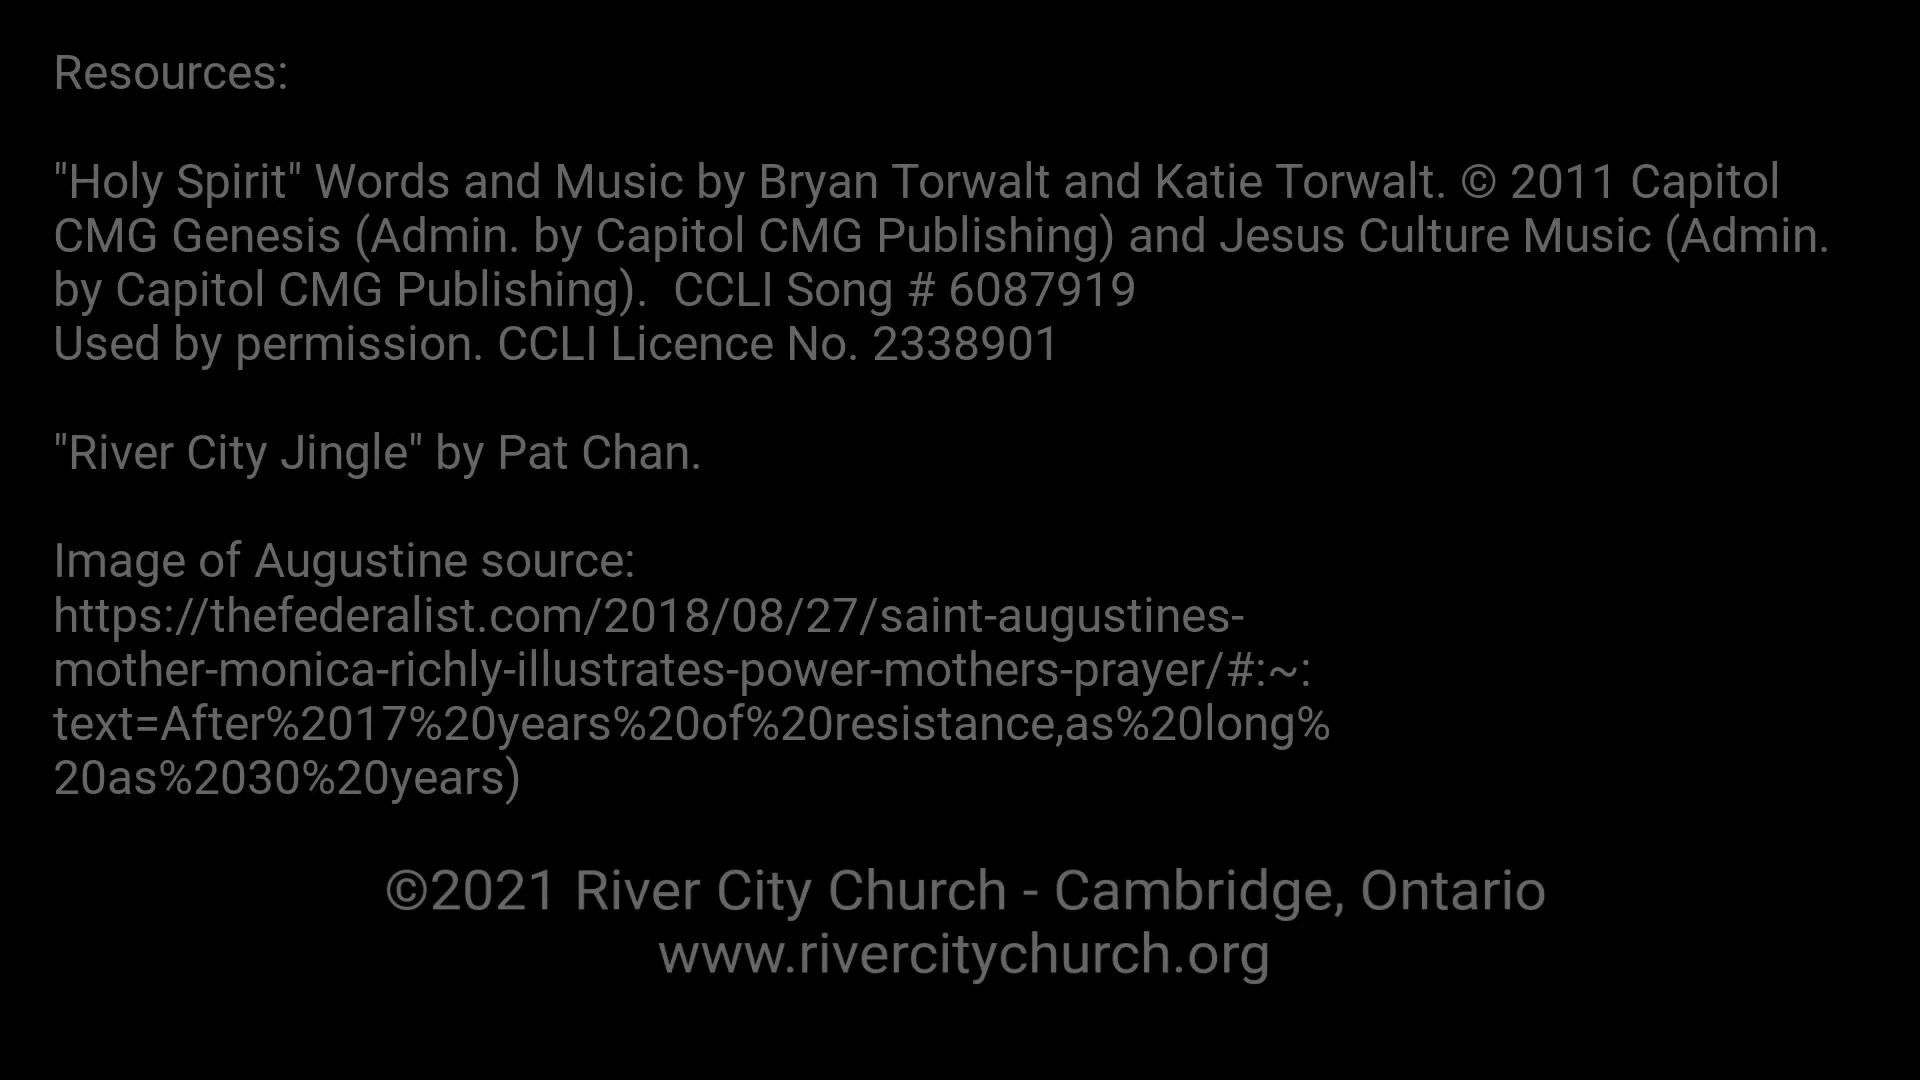 Resources:
"Holy Spirit" Words and Music by Bryan Torwalt and Katie Torwalt. © 2011 Capitol
CMG Genesis (Admin. by Capitol CMG Publishing) and Jesus Culture Music (Admin.
by Capitol CMG Publishing).  CCLI Song # 6087919
Used by permission. CCLI Licence No. 2338901
"River City Jingle" by Pat Chan.
Image of Augustine source:
https://thefederalist.com/2018/08/27/saint-augustines-
mother-monica-richly-illustrates-power-mothers-prayer/#:~:
text=After%2017%20years%20of%20resistance,as%20long%
20as%2030%20years)
©2021 River City Church - Cambridge, Ontario
www.rivercitychurch.org